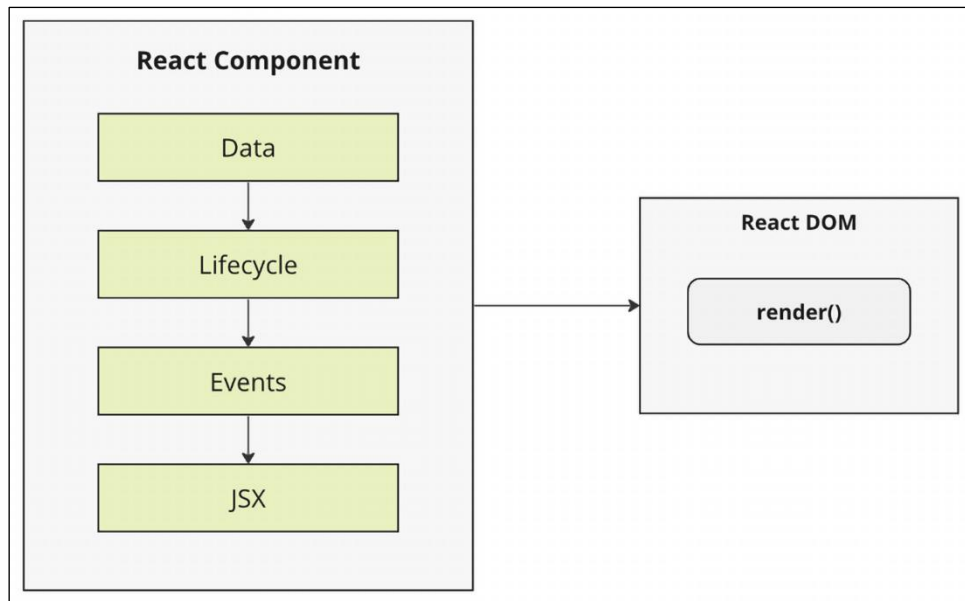 React Component
Data
Lifecycle
Events
JSX
React DOM
render()